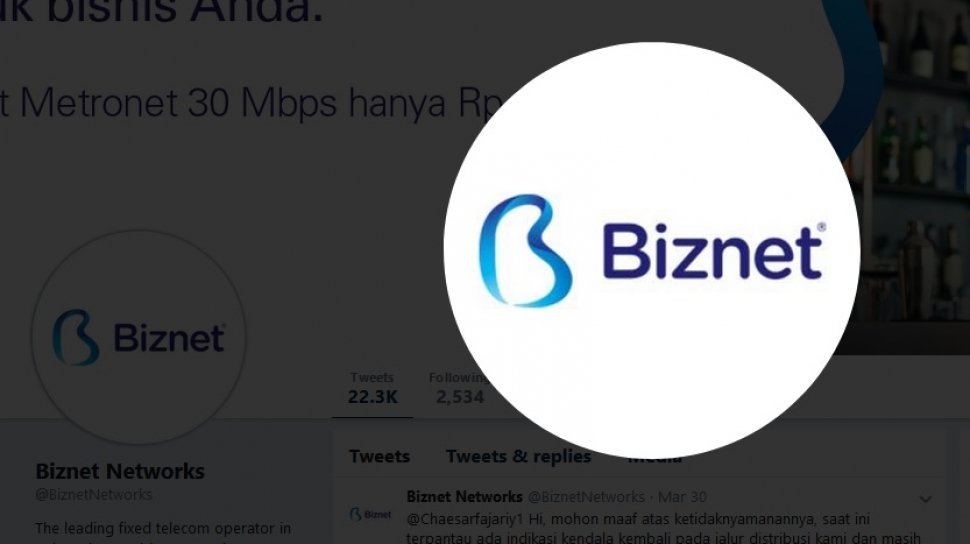 uk bisnis Anda.
t Metronet 30 Mbps hanya Rp
Biznet®
Biznet
Tweets
Following
22.3K
2,534
Tweets
Tweets & replies
Media
Biznet Networks
@BiznetNetworks
The leading fixed telecom operator in
Biznet Networks @BiznetNetworks · Mar 30
Biznet
@Chaesarfajariy1 Hi, mohon maaf atas ketidaknyamanannya, saat ini
terpantau ada indikasi kendala kembali pada jalur distribusi kami dan masih